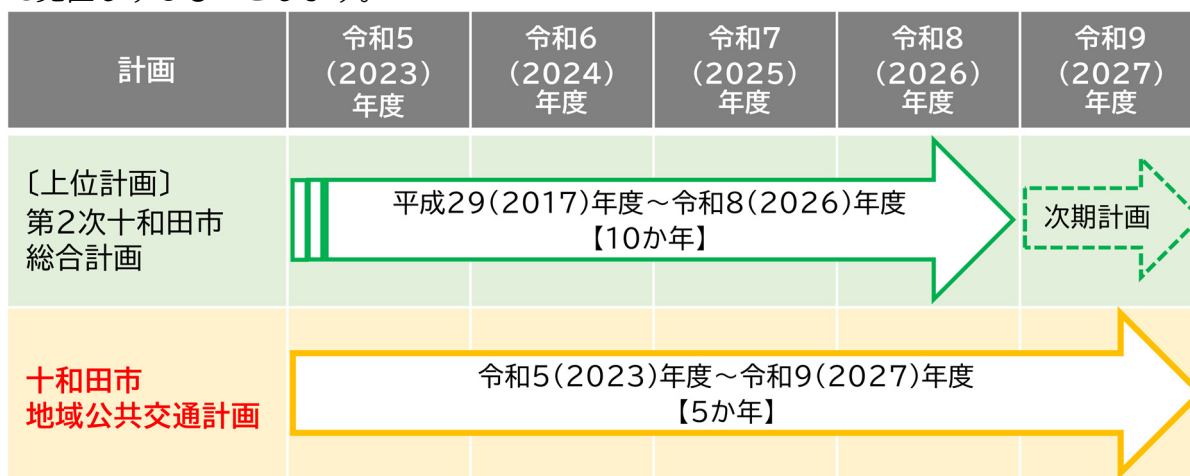 計画
令和5
(2023)
年度
令和6
(2024)
年度
令和7
(2025)
年度
令和8
(2026)
年度
令和9
(2027)
年度
〔上位計画〕
第2次十和田市
総合計画
平成29(2017)年度～令和8(2026)年度
【10か年】
次期計画
十和田市
地域公共交通計画
令和5(2023)年度～令和9(2027)年度
【5か年】